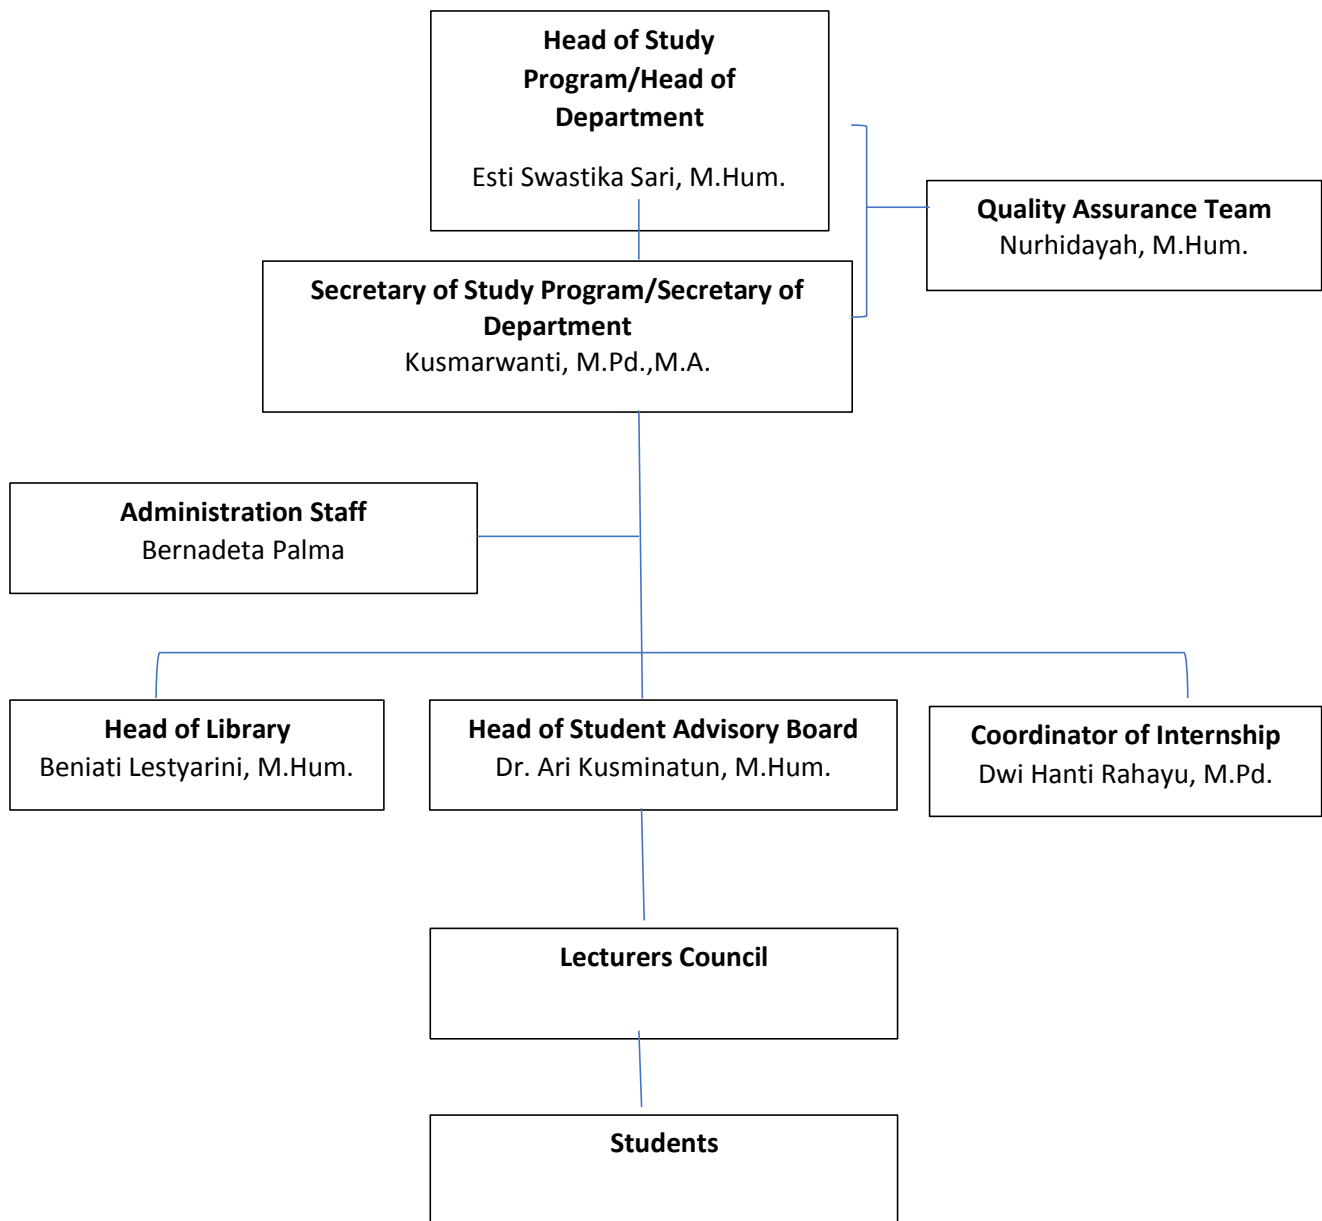 Head of Study
Program/Head of
Department
Esti Swastika Sari, M.Hum.
Quality Assurance Team
Nurhidayah, M.Hum.
Secretary of Study Program/Secretary of
Department
Kusmarwanti, M.Pd.,M.A.
Administration Staff
Bernadeta Palma
Head of Library
Beniati Lestyarini, M.Hum.
Head of Student Advisory Board
Dr. Ari Kusminatun, M.Hum.
Coordinator of Internship
Dwi Hanti Rahayu, M.Pd.
Lecturers Council
Students